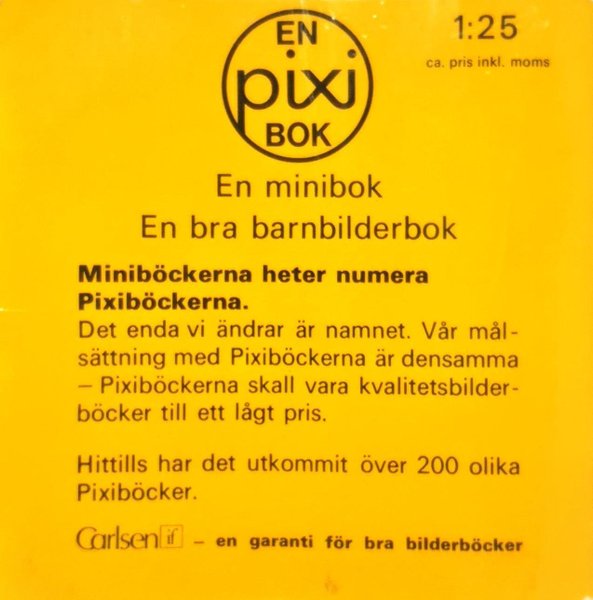 EN
pixi
BOK
1:25
ca. pris inkl. moms
En minibok
En bra barnbilderbok
Miniböckerna heter numera
Pixiböckerna.
Det enda vi ändrar är namnet. Vår mål-
sättning med Pixiböckerna är densamma
– Pixiböckerna skall vara kvalitetsbilder-
böcker till ett lågt pris.
Hittills har det utkommit över 200 olika
Pixiböcker.
Carlsen if – en garanti för bra bilderböcker